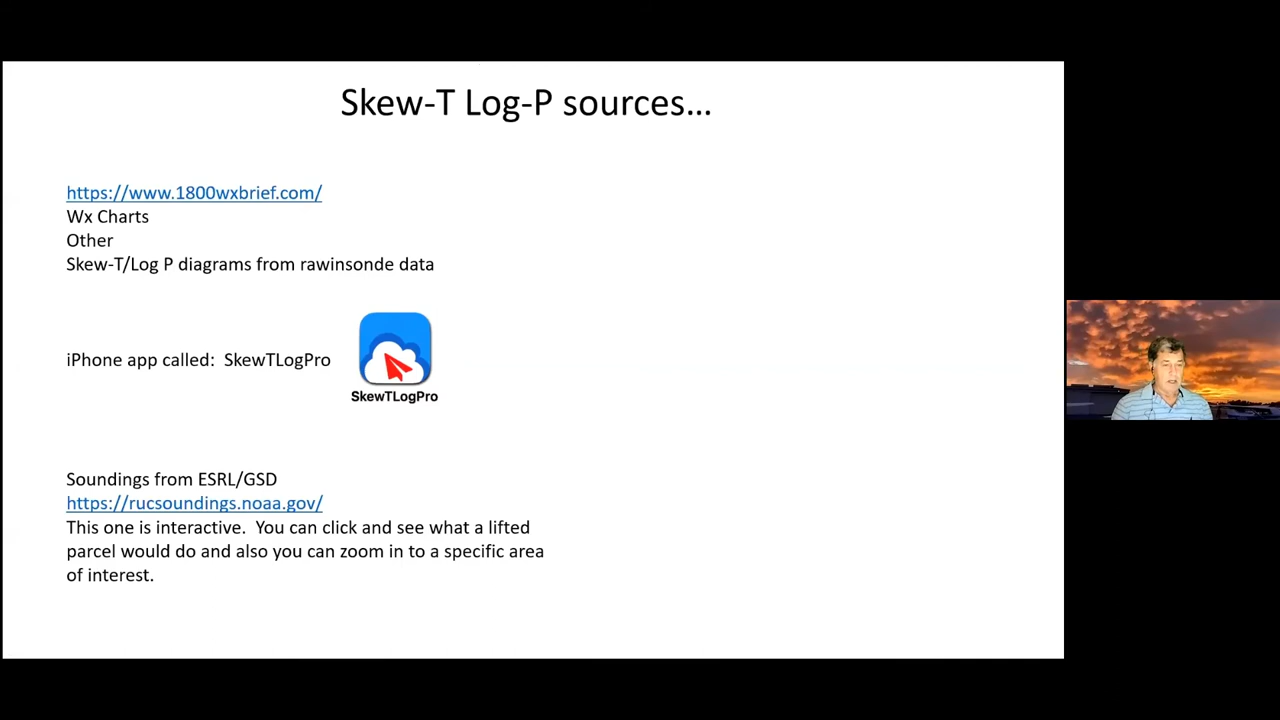 Skew-T Log-P sources...
https://www.1800wxbrief.com/
Wx Charts
Other
Skew-T/Log P diagrams from rawinsonde data
iPhone app called:  SkewTLogPro
SkewTLogPro
Soundings from ESRL/GSD
https://rucsoundings.noaa.gov/
This one is interactive.  You can click and see what a lifted
parcel would do and also you can zoom in to a specific area
of interest.